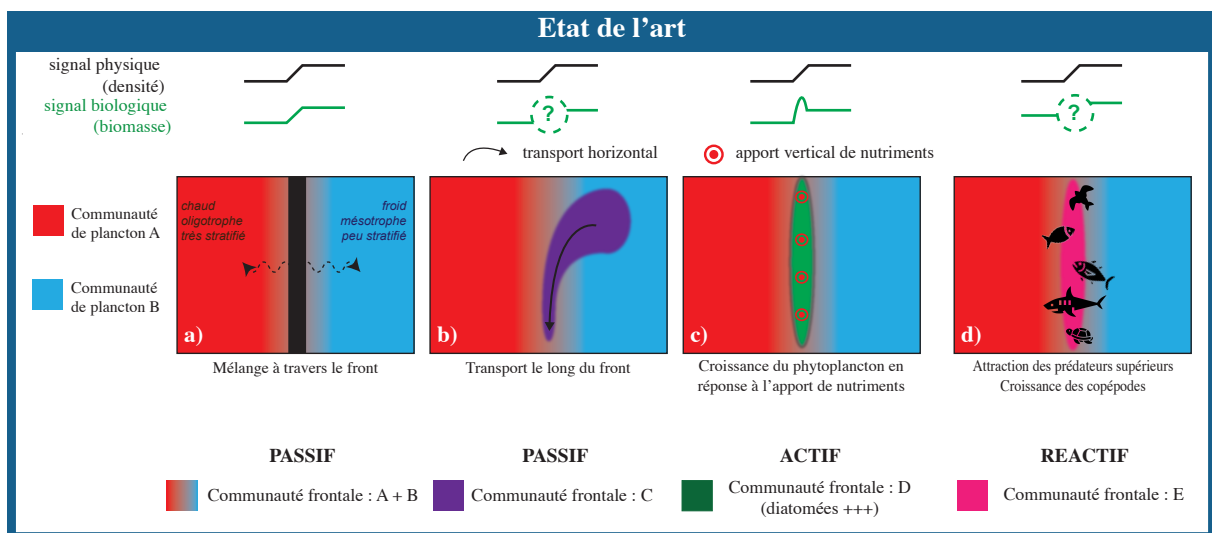 Etat de l'art
signal physique
(densité)
signal biologique
(biomasse)
?
?
transport horizontal
apport vertical de nutriments
Communauté
de plancton A
Communauté
de plancton B
chaud
oligotrophe
très stratifié
froid
mésotrophe
peu stratifié
a)
b)
c)
d)
Mélange à travers le front
Transport le long du front
Croissance du phytoplancton en
réponse à l'apport de nutriments
Attraction des prédateurs supérieurs
Croissance des copépodes
PASSIF
PASSIF
ACTIF
REACTIF
Communauté frontale : A + B
Communauté frontale : C
Communauté frontale : D
(diatomées +++)
Communauté frontale : E